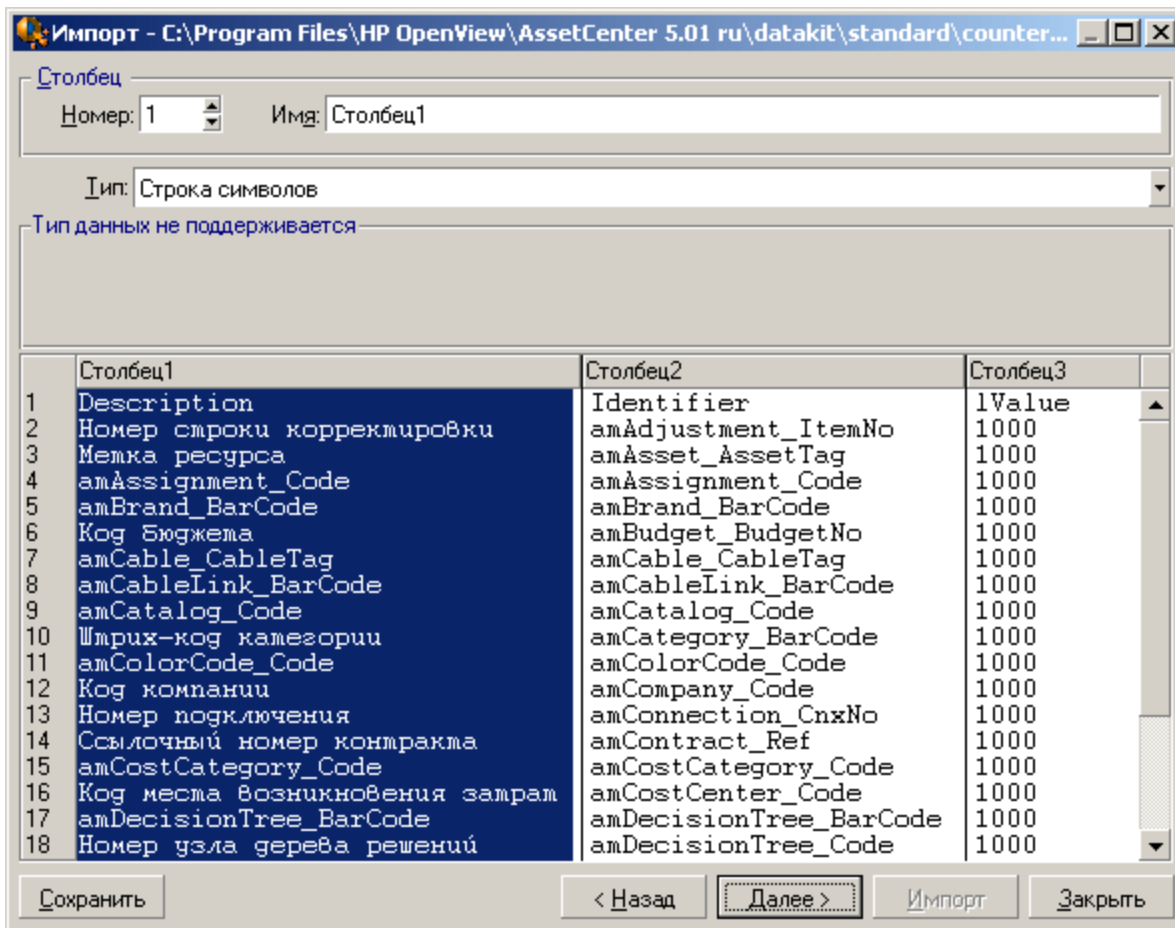 Импорт - C:\Program Files\HP OpenView\AssetCenter 5.01 ru\datakit\standard\counter...
Столбец
Номер: 1 Имя: Столбец1
Тип: Строка символов
Тип данных не поддерживается
Столбец1 Столбец2 Столбец3
1 Description Identifier lValue
2 Номер строки корректировки amAdjustment_ItemNo 1000
3 Метка ресурса amAsset_AssetTag 1000
4 amAssignment_Code amAssignment_Code 1000
5 amBrand_BarCode amBrand_BarCode 1000
6 Код бюджета amBudget_BudgetNo 1000
7 amCable_CableTag amCable_CableTag 1000
8 amCableLink_BarCode amCableLink_BarCode 1000
9 amCatalog_Code amCatalog_Code 1000
10 Штрих-код категории amCategory_BarCode 1000
11 amColorCode_Code amColorCode_Code 1000
12 Код компании amCompany_Code 1000
13 Номер подключения amConnection_CnxNo 1000
14 Ссылочный номер контракта amContract_Ref 1000
15 amCostCategory_Code amCostCategory_Code 1000
16 Код места возникновения затрат amCostCenter_Code 1000
17 amDecisionTree_BarCode amDecisionTree_BarCode 1000
18 Номер узла дерева решений amDecisionTree_Code 1000
Сохранить < Назад Далее > Импорт Закрыть